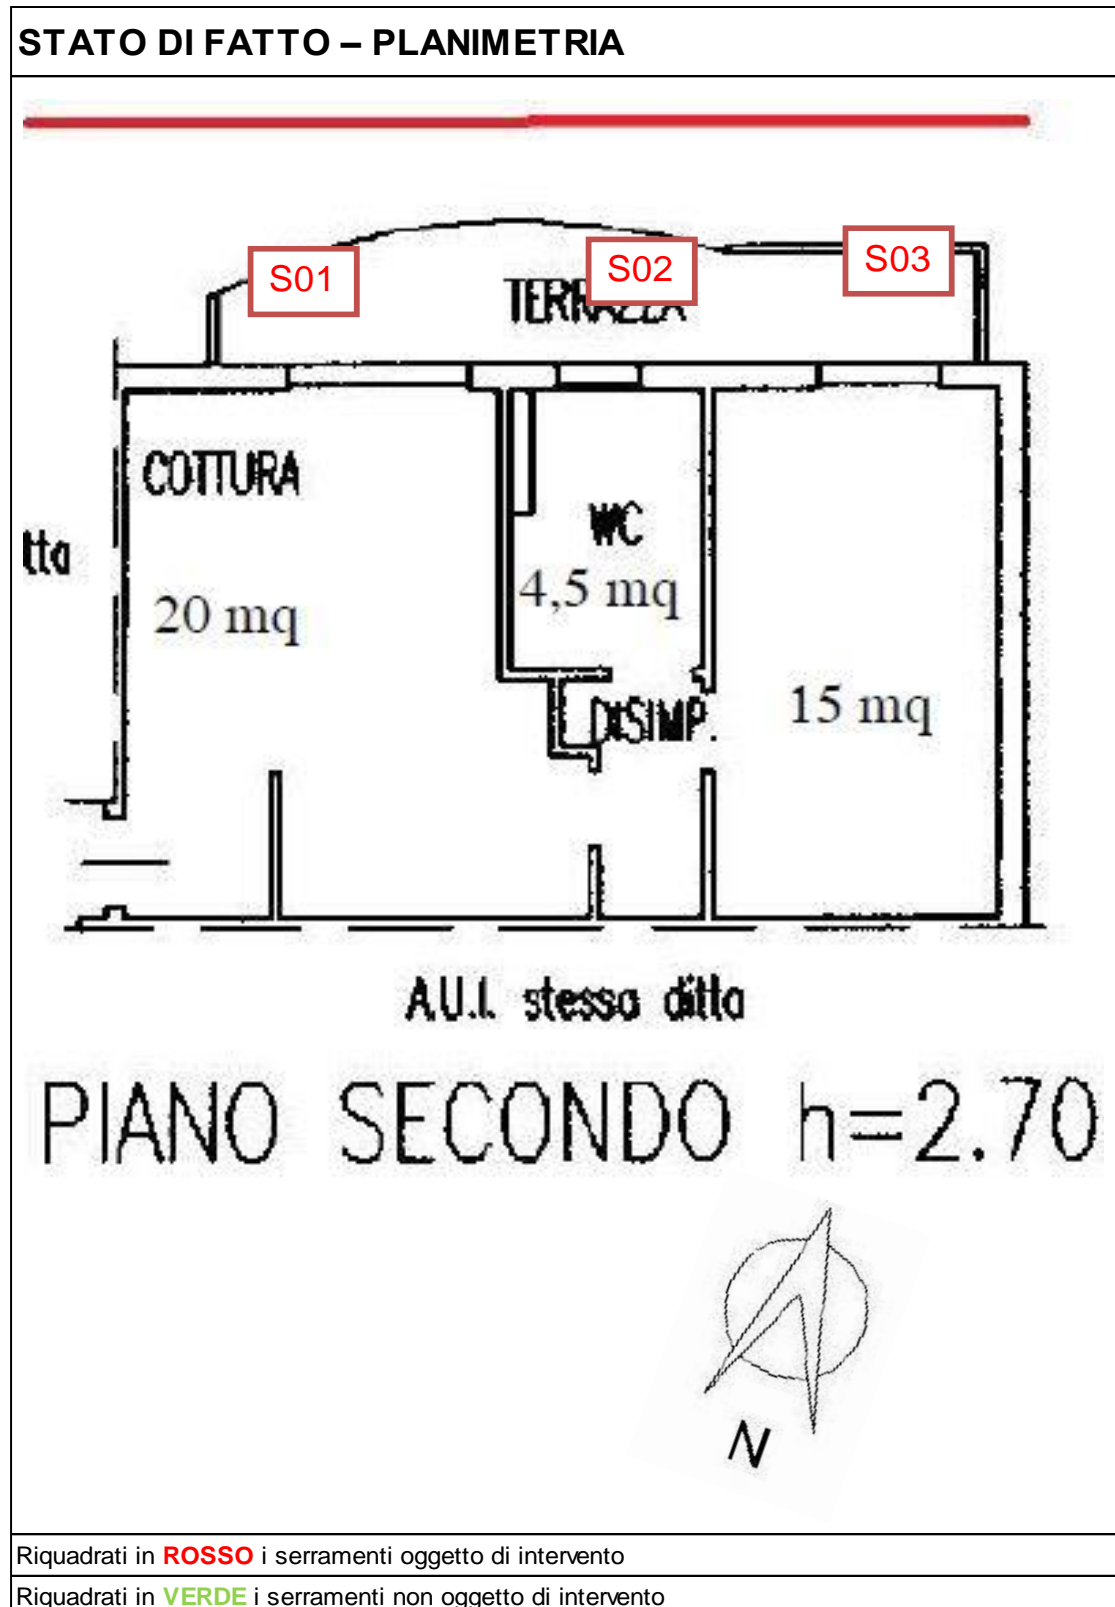 STATO DI FATTO – PLANIMETRIA
S01
S02
S03
TERRAZZA
COTTURA
tta
WC
4,5 mq
20 mq
15 mq
DISIMP.
A.U.I. stessa ditta
PIANO SECONDO h=2.70
N
Riquadrati in ROSSO i serramenti oggetto di intervento
Riquadrati in VERDE i serramenti non oggetto di intervento